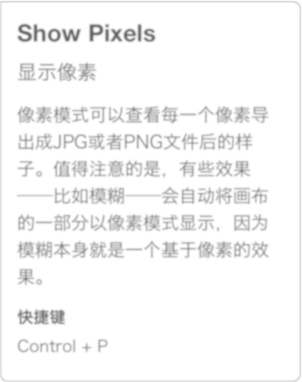 Show Pixels
显示像素
像素模式可以查看每一个像素导
出成JPG或者PNG文件后的样
子。值得注意的是，有些效果
——比如模糊——会自动将画布
的一部分以像素模式显示，因为
模糊本身就是一个基于像素的效
果。
快捷键
Control + P